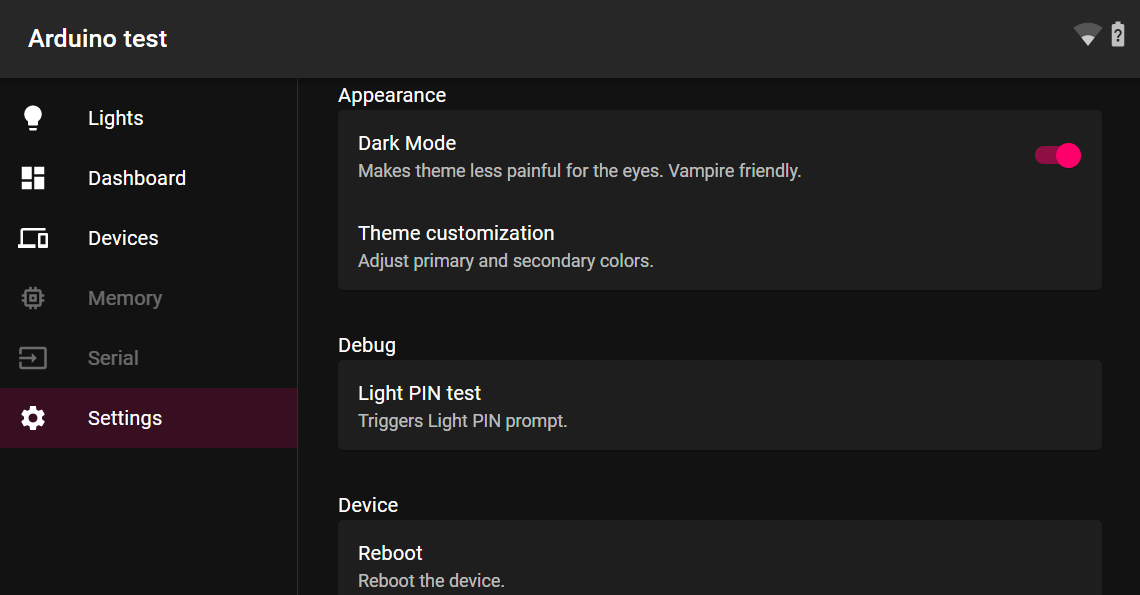 Arduino test
Lights
Dashboard
Devices
Memory
Serial
Settings
Appearance
Dark Mode
Makes theme less painful for the eyes. Vampire friendly.
Theme customization
Adjust primary and secondary colors.
Debug
Light PIN test
Triggers Light PIN prompt.
Device
Reboot
Reboot the device.